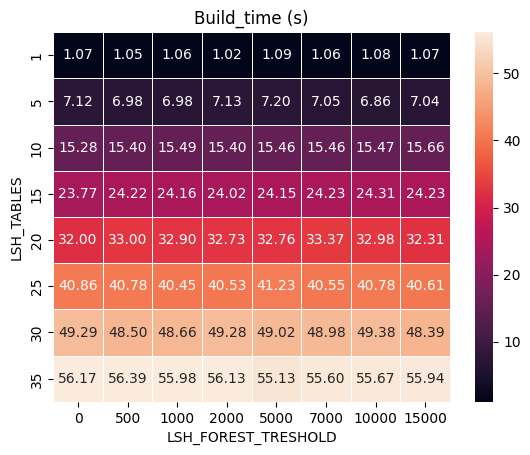 Build_time (s)
LSH_TABLES
1 1.07 1.05 1.06 1.02 1.09 1.06 1.08 1.07
5 7.12 6.98 6.98 7.13 7.20 7.05 6.86 7.04
10 15.28 15.40 15.49 15.40 15.46 15.46 15.47 15.66
15 23.77 24.22 24.16 24.02 24.15 24.23 24.31 24.23
20 32.00 33.00 32.90 32.73 32.76 33.37 32.98 32.31
25 40.86 40.78 40.45 40.53 41.23 40.55 40.78 40.61
30 49.29 48.50 48.66 49.28 49.02 48.98 49.38 48.39
35 56.17 56.39 55.98 56.13 55.13 55.60 55.67 55.94
0 500 1000 2000 5000 7000 10000 15000
LSH_FOREST_TRESHOLD
50
40
30
20
10